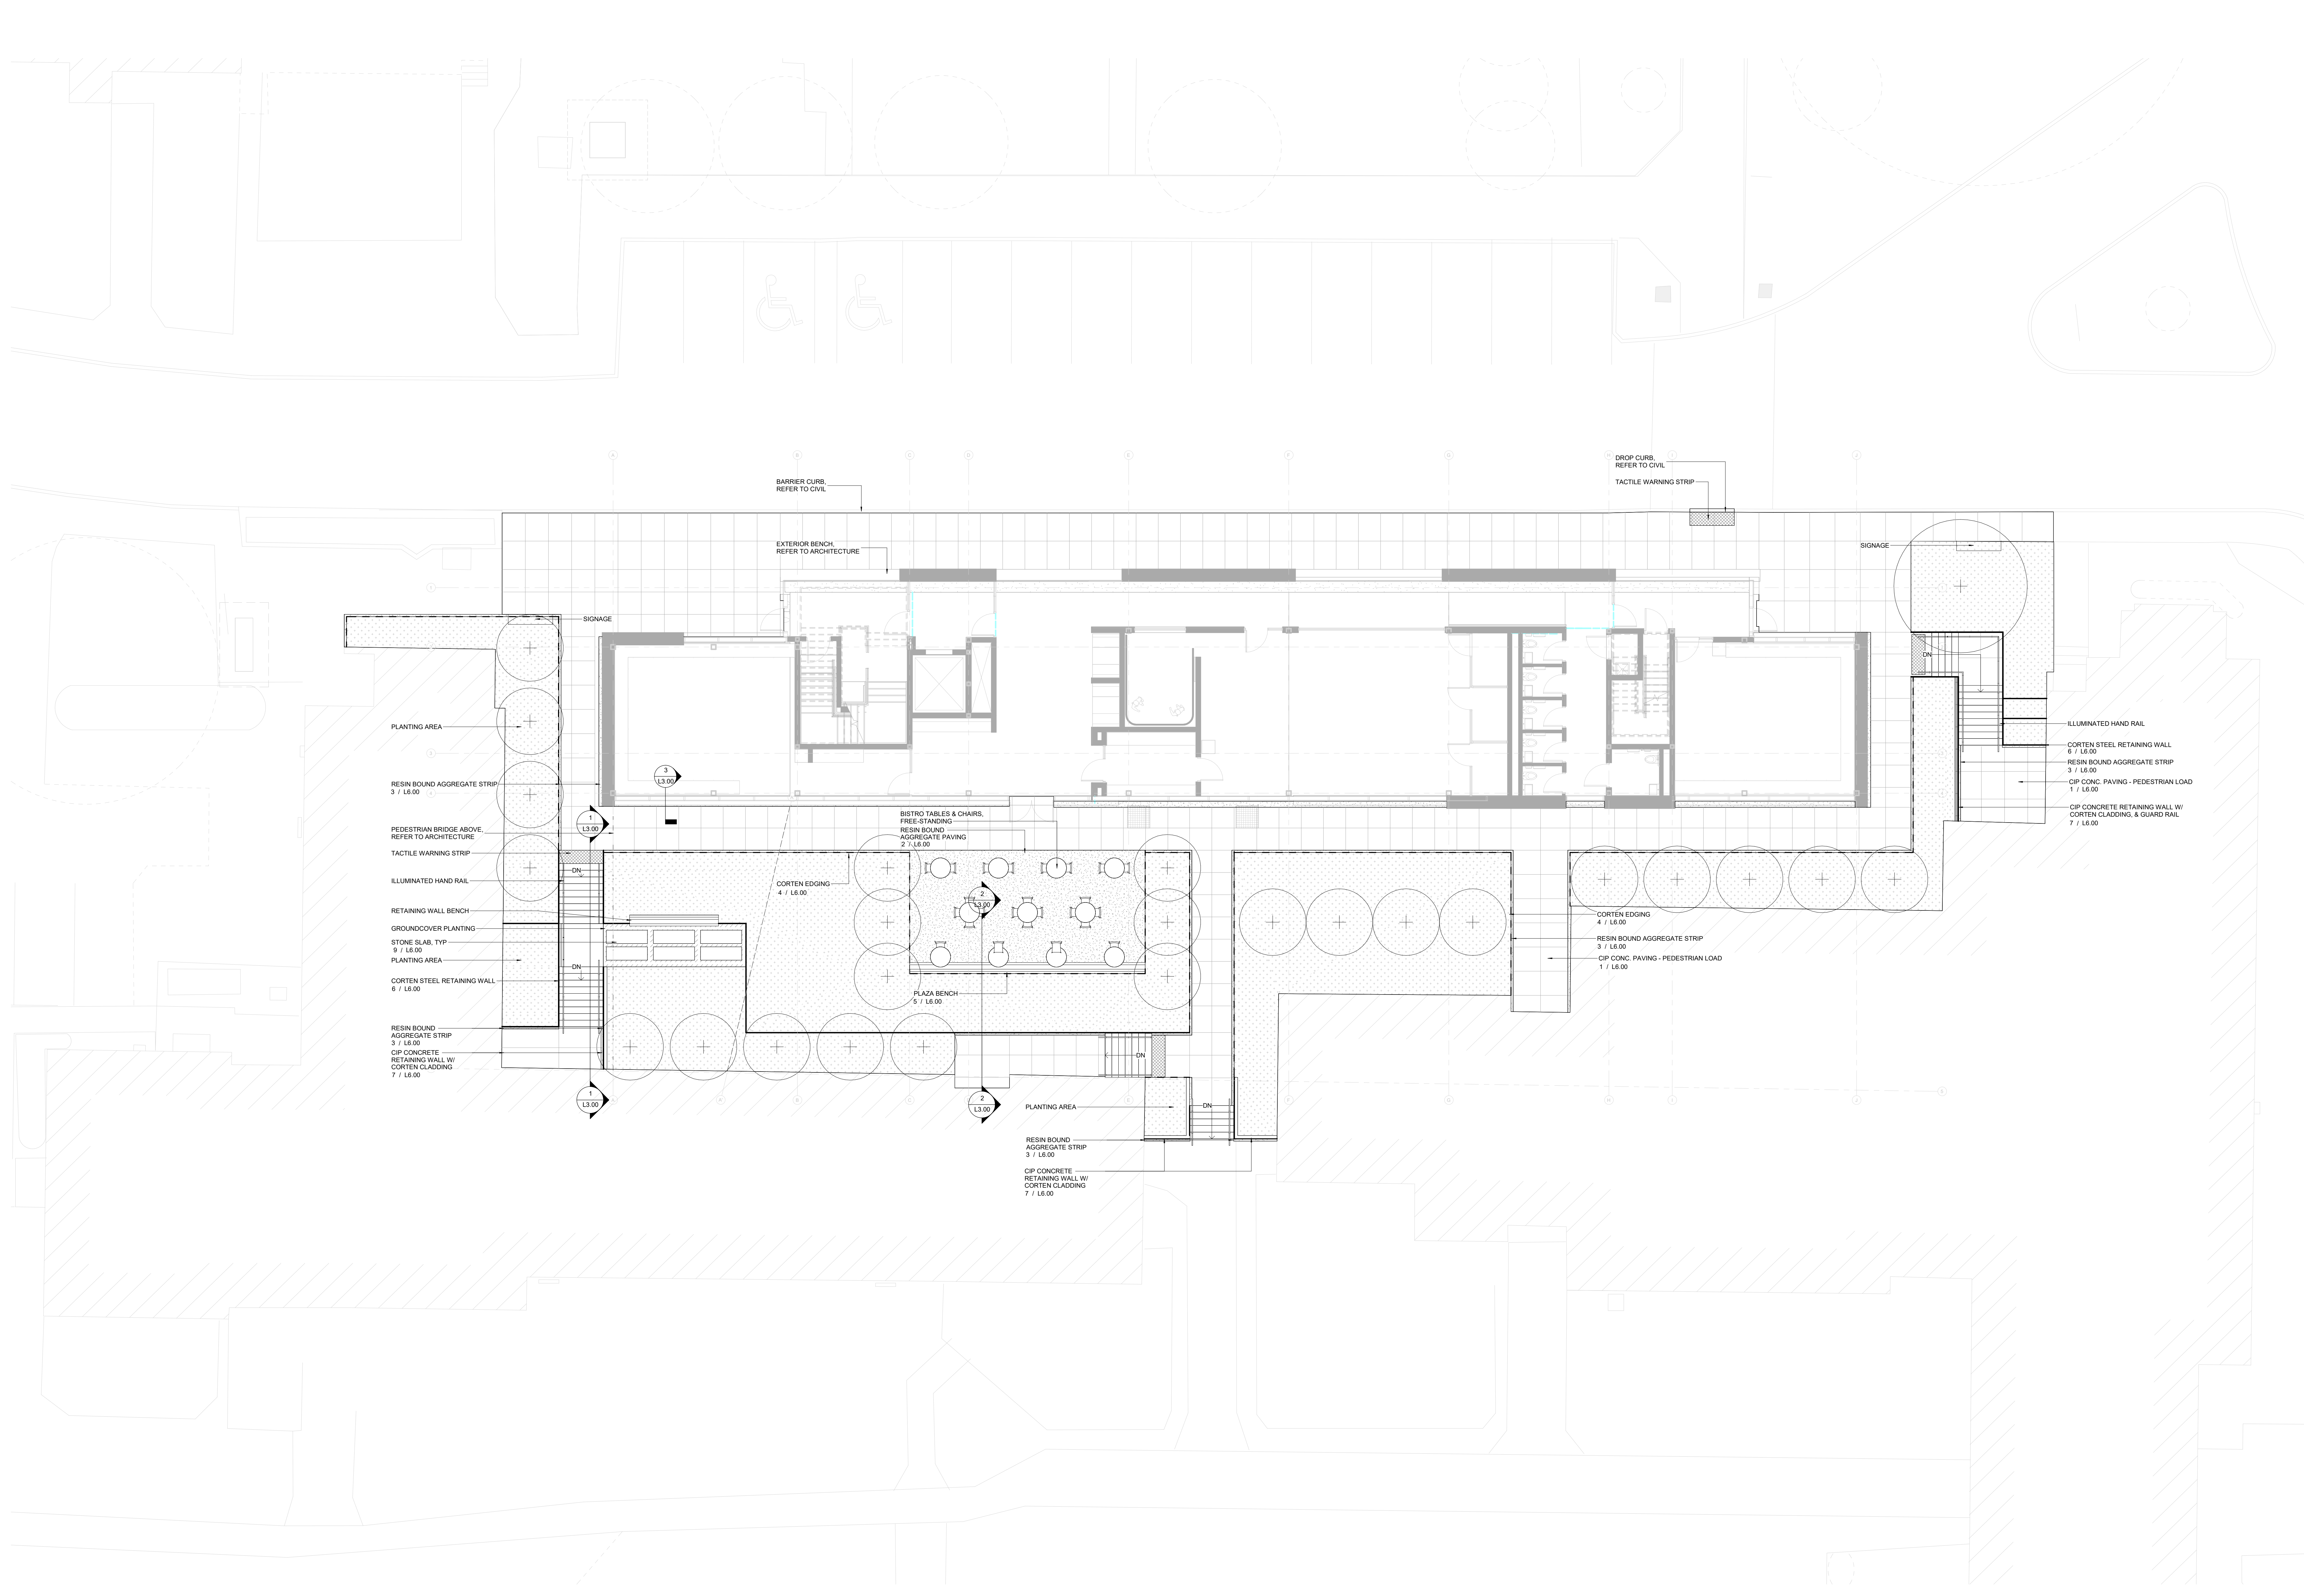 A B C D E F G H I J
DROP CURB,
REFER TO CIVIL
BARRIER CURB,
REFER TO CIVIL
TACTILE WARNING STRIP
EXTERIOR BENCH,
REFER TO ARCHITECTURE
SIGNAGE
SIGNAGE
DN
PLANTING AREA
ILLUMINATED HAND RAIL
CORTEN STEEL RETAINING WALL
6 / L6.00
RESIN BOUND AGGREGATE STRIP
3 / L6.00
CIP CONC. PAVING - PEDESTRIAN LOAD
1 / L6.00
CIP CONCRETE RETAINING WALL W/
CORTEN CLADDING, & GUARD RAIL
7 / L6.00
3
L3.00
RESIN BOUND AGGREGATE STRIP
3 / L6.00
1
L3.00
BISTRO TABLES & CHAIRS,
FREE-STANDING
RESIN BOUND
AGGREGATE PAVING
2 / L6.00
PEDESTRIAN BRIDGE ABOVE,
REFER TO ARCHITECTURE
TACTILE WARNING STRIP
DN
ILLUMINATED HAND RAIL
CORTEN EDGING
4 / L6.00
2
L3.00
RETAINING WALL BENCH
GROUNDCOVER PLANTING
STONE SLAB, TYP
9 / L6.00
PLANTING AREA
DN
CORTEN STEEL RETAINING WALL
6 / L6.00
PLAZA BENCH
5 / L6.00
CORTEN EDGING
4 / L6.00
RESIN BOUND AGGREGATE STRIP
3 / L6.00
CIP CONC. PAVING - PEDESTRIAN LOAD
1 / L6.00
RESIN BOUND
AGGREGATE STRIP
3 / L6.00
CIP CONCRETE
RETAINING WALL W/
CORTEN CLADDING
7 / L6.00
DN
1
L3.00
2
L3.00
PLANTING AREA
DN
RESIN BOUND
AGGREGATE STRIP
3 / L6.00
CIP CONCRETE
RETAINING WALL W/
CORTEN CLADDING
7 / L6.00